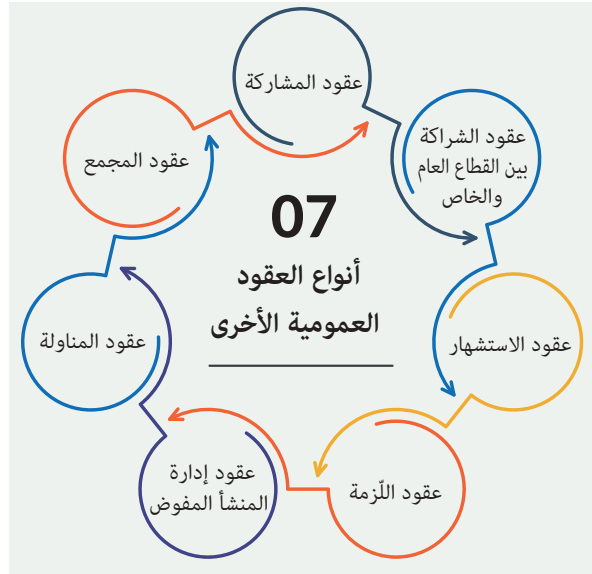 07
أنواع العقود
العمومية الأخرى
عقود المشاركة
عقود الشراكة
بين القطاع العام
والخاص
عقود الاستشهار
عقود اللّزمة
عقود إدارة
المنشأ المفوض
عقود المناولة
عقود المجمع